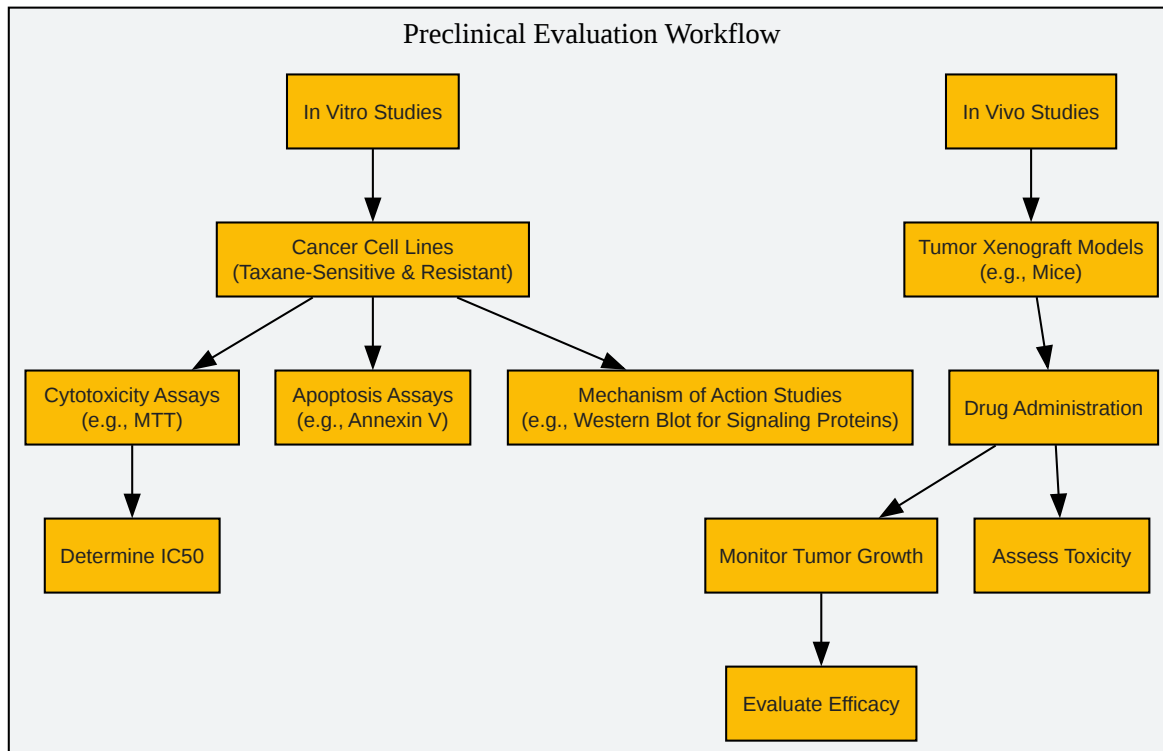 Preclinical Evaluation Workflow
In Vitro Studies
In Vivo Studies
Cancer Cell Lines
(Taxane-Sensitive & Resistant)
Tumor Xenograft Models
(e.g., Mice)
Cytotoxicity Assays
(e.g., MTT)
Apoptosis Assays
(e.g., Annexin V)
Mechanism of Action Studies
(e.g., Western Blot for Signaling Proteins)
Drug Administration
Determine IC50
Monitor Tumor Growth
Assess Toxicity
Evaluate Efficacy